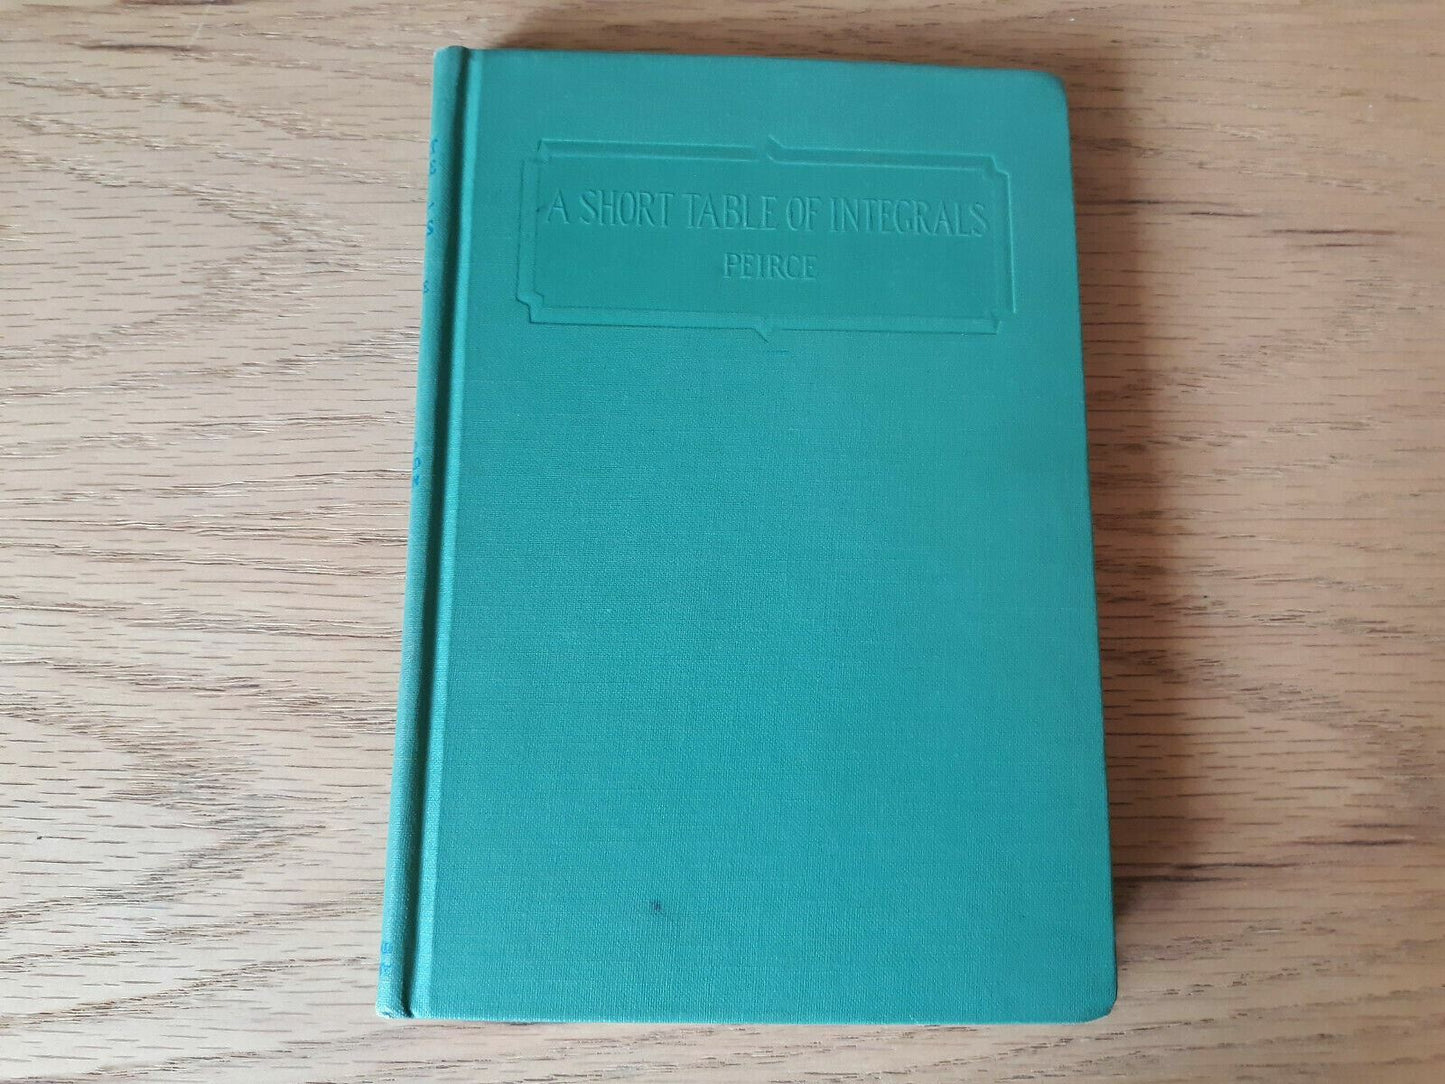 A SHORT TABLE OF INTEGRALS
PEIRCE